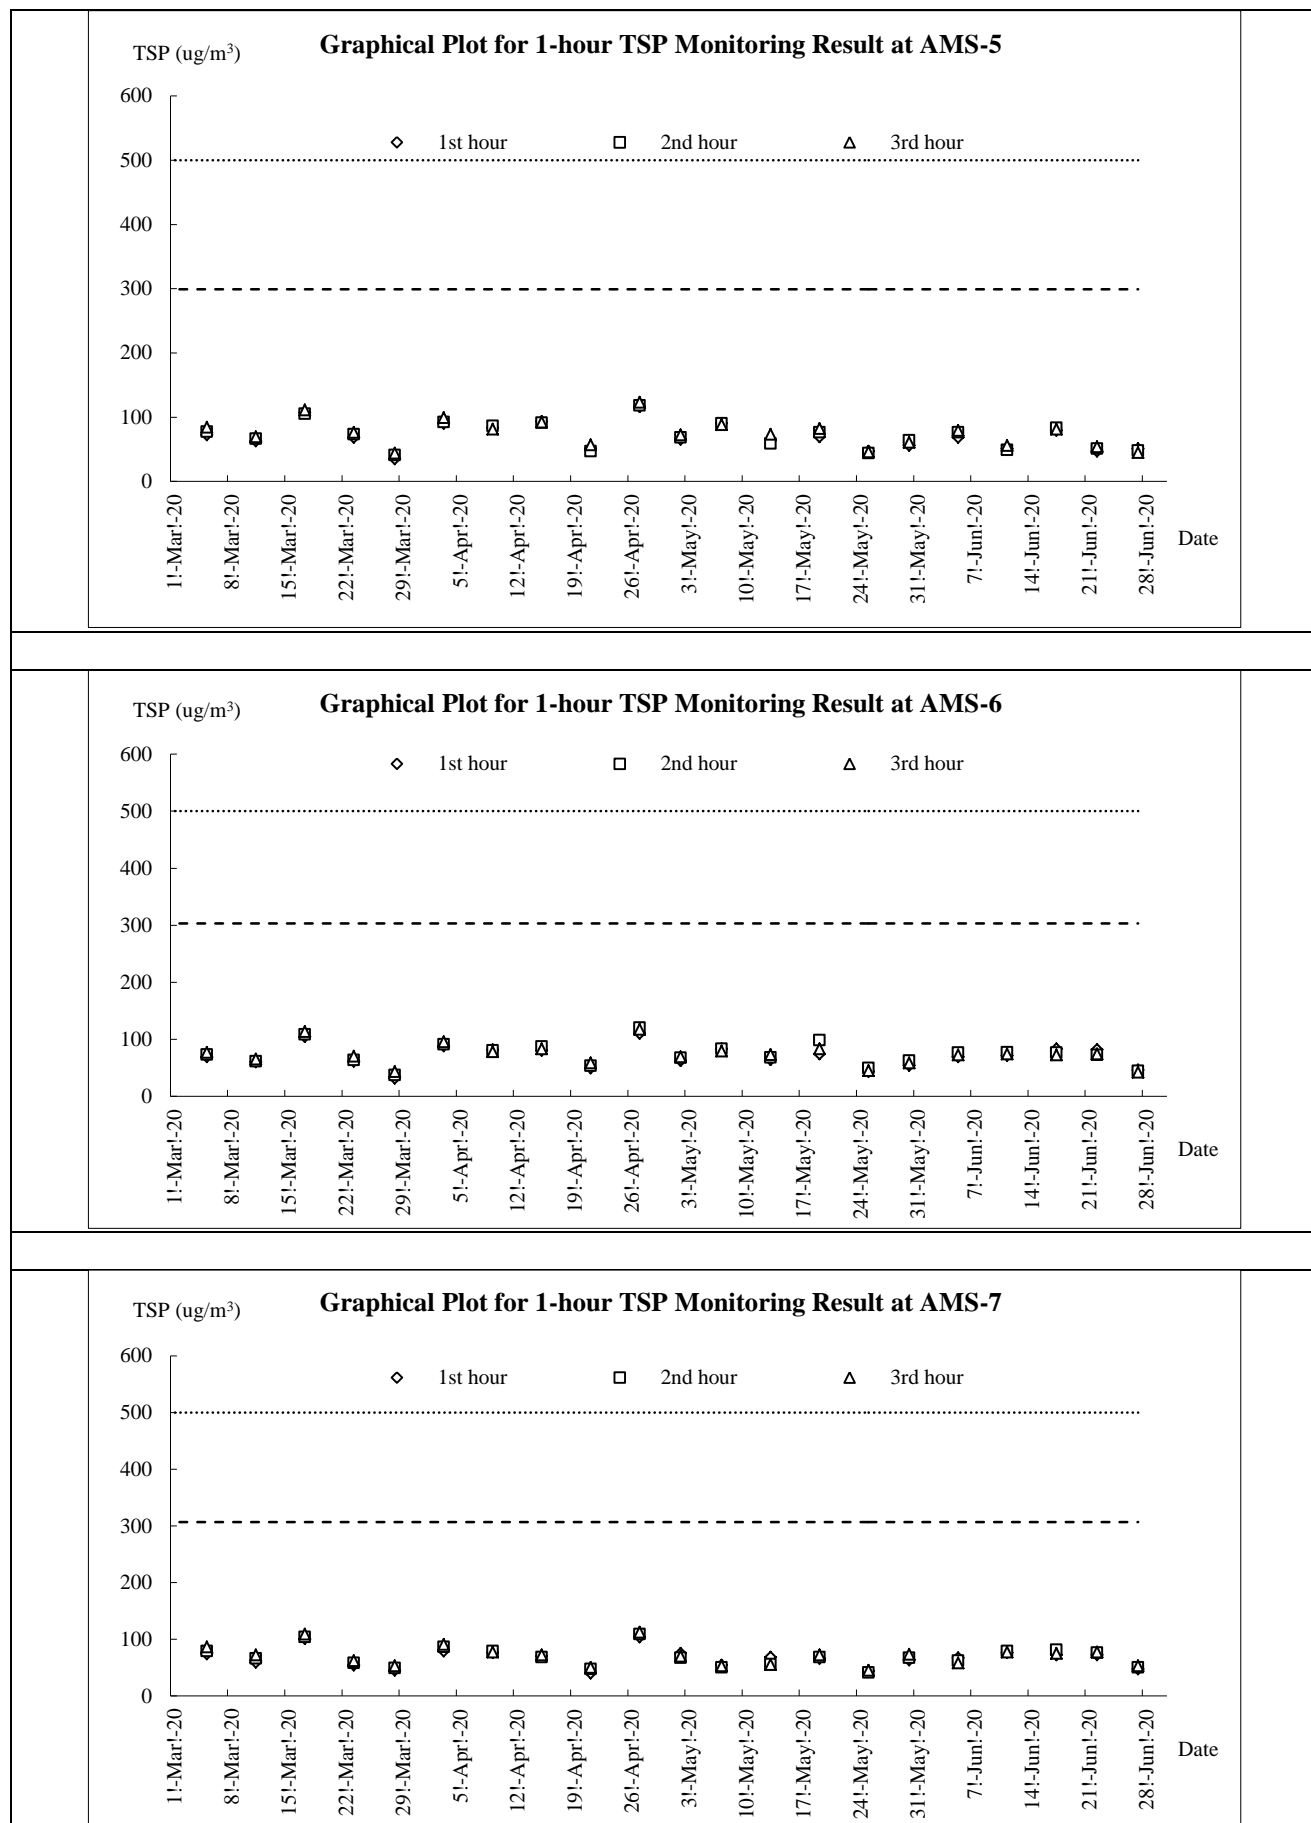 Graphical Plot for 1-hour TSP Monitoring Result at AMS-5
TSP (ug/m³)
600
500
400
300
200
100
0
1st hour 2nd hour 3rd hour
1!-Mar!-20
8!-Mar!-20
15!-Mar!-20
22!-Mar!-20
29!-Mar!-20
5!-Apr!-20
12!-Apr!-20
19!-Apr!-20
26!-Apr!-20
3!-May!-20
10!-May!-20
17!-May!-20
24!-May!-20
31!-May!-20
7!-Jun!-20
14!-Jun!-20
21!-Jun!-20
28!-Jun!-20
Date
Graphical Plot for 1-hour TSP Monitoring Result at AMS-6
TSP (ug/m³)
600
500
400
300
200
100
0
1st hour 2nd hour 3rd hour
1!-Mar!-20
8!-Mar!-20
15!-Mar!-20
22!-Mar!-20
29!-Mar!-20
5!-Apr!-20
12!-Apr!-20
19!-Apr!-20
26!-Apr!-20
3!-May!-20
10!-May!-20
17!-May!-20
24!-May!-20
31!-May!-20
7!-Jun!-20
14!-Jun!-20
21!-Jun!-20
28!-Jun!-20
Date
Graphical Plot for 1-hour TSP Monitoring Result at AMS-7
TSP (ug/m³)
600
500
400
300
200
100
0
1st hour 2nd hour 3rd hour
1!-Mar!-20
8!-Mar!-20
15!-Mar!-20
22!-Mar!-20
29!-Mar!-20
5!-Apr!-20
12!-Apr!-20
19!-Apr!-20
26!-Apr!-20
3!-May!-20
10!-May!-20
17!-May!-20
24!-May!-20
31!-May!-20
7!-Jun!-20
14!-Jun!-20
21!-Jun!-20
28!-Jun!-20
Date